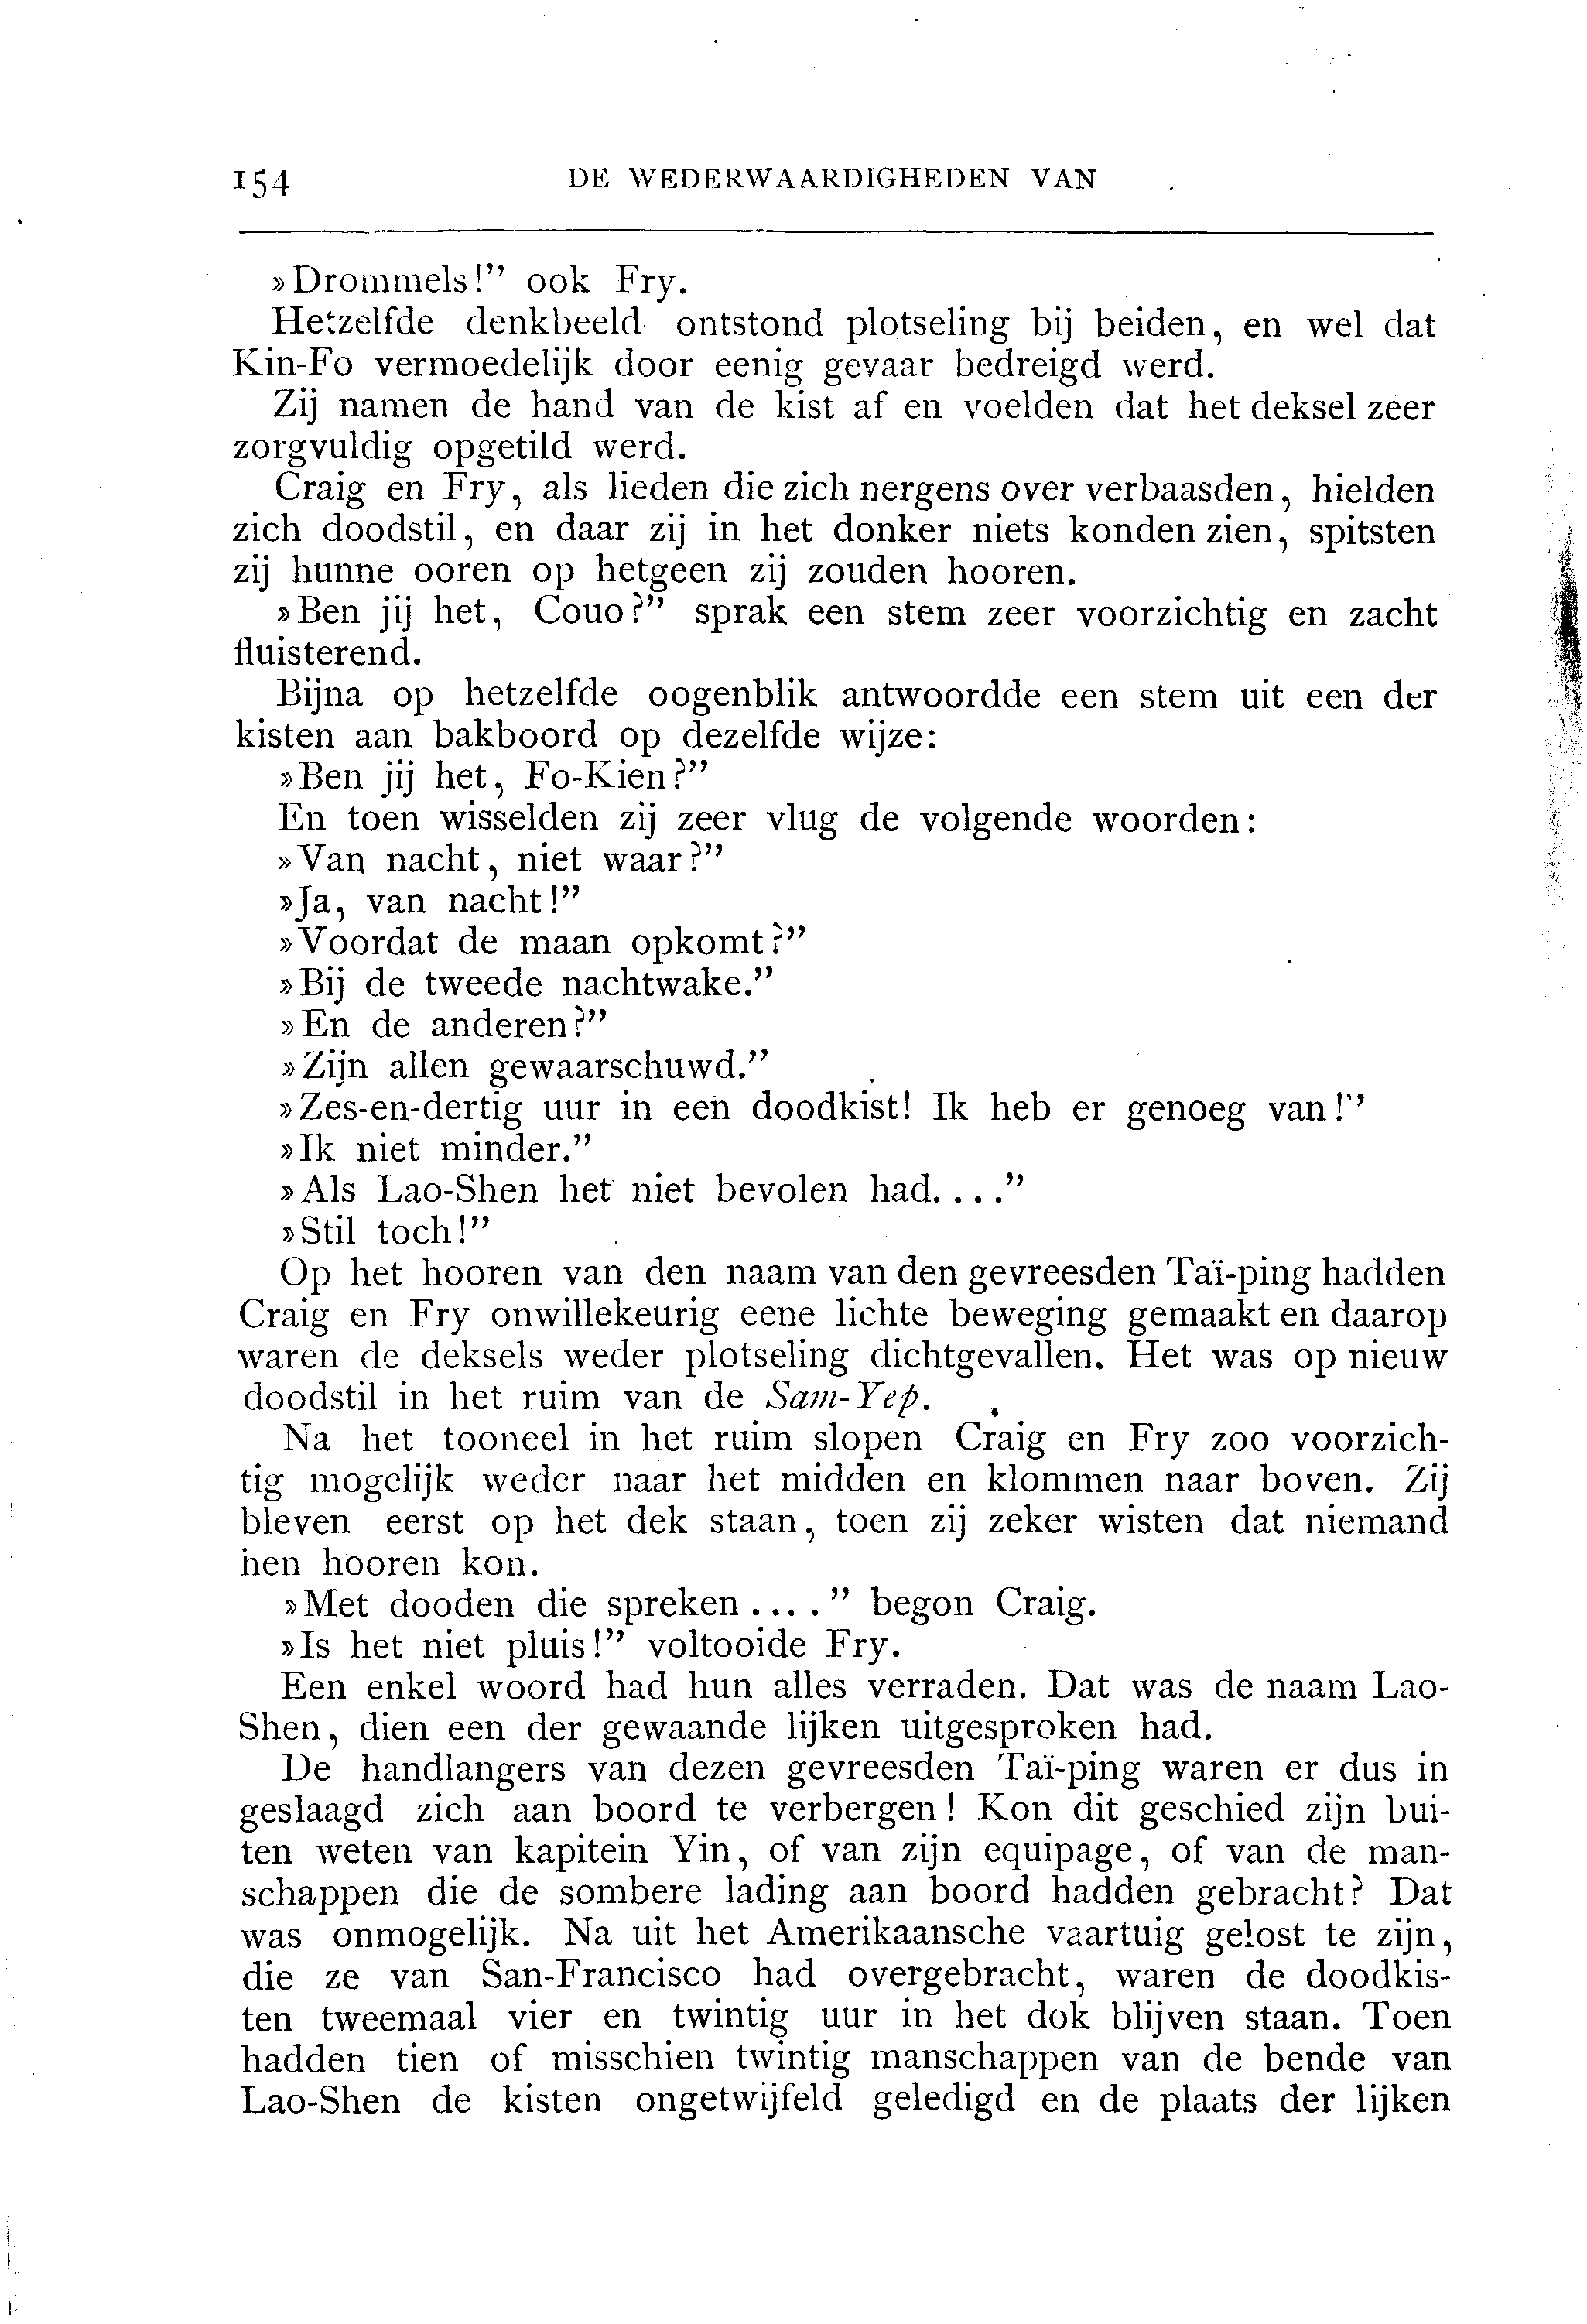 154 DE WEDERWAARDIGHEDEN VAN
»Drommels!” ook Fry.
Hetzelfde denkbeeld ontstond plotseling bij beiden, en wel dat
Kin-Fo vermoedelijk door eenig gevaar bedreigd werd.
Zij namen de hand van de kist af en voelden dat het deksel zeer
zorgvuldig opgetild werd.
Craig en Fry, als lieden die zich nergens over verbaasden, hielden
zich doodstil, en daar zij in het donker niets konden zien, spitsten
zij hunne ooren op hetgeen zij zouden hooren.
»Ben jij het, Couo?” sprak een stem zeer voorzichtig en zacht
fluisterend.
Bijna op hetzelfde oogenblik antwoordde een stem uit een der
kisten aan bakboord op dezelfde wijze:
»Ben jij het, Fo-Kien?”
En toen wisselden zij zeer vlug de volgende woorden:
»Van nacht, niet waar?”
»Ja, van nacht!”
»Voordat de maan opkomt?”
»Bij de tweede nachtwake.”
»En de anderen?”
»Zijn allen gewaarschuwd.”
»Zes-en-dertig uur in een doodkist! Ik heb er genoeg van!”
»Ik niet minder.”
»Als Lao-Shen het niet bevolen had. . . .”
»Stil toch!”
Op het hooren van den naam van den gevreesden Taï-ping hadden
Craig en Fry onwillekeurig eene lichte beweging gemaakt en daarop
waren de deksels weder plotseling dichtgevallen. Het was op nieuw
doodstil in het ruim van de Sam-Yep.
Na het tooneel in het ruim slopen Craig en Fry zoo voorzich-
tig mogelijk weder naar het midden en klommen naar boven. Zij
bleven eerst op het dek staan, toen zij zeker wisten dat niemand
hen hooren kon.
»Met dooden die spreken . . . . ” begon Craig.
»Is het niet pluis!” voltooide Fry.
Een enkel woord had hun alles verraden. Dat was de naam Lao-
Shen, dien een der gewaande lijken uitgesproken had.
De handlangers van dezen gevreesden Taï-ping waren er dus in
geslaagd zich aan boord te verbergen! Kon dit geschied zijn bui-
ten weten van kapitein Yin, of van zijn equipage, of van de man-
schappen die de sombere lading aan boord hadden gebracht? Dat
was onmogelijk. Na uit het Amerikaansche vaartuig gelost te zijn,
die ze van San-Francisco had overgebracht, waren de doodkis-
ten tweemaal vier en twintig uur in het dok blijven staan. Toen
hadden tien of misschien twintig manschappen van de bende van
Lao-Shen de kisten ongetwijfeld geledigd en de plaats der lijken